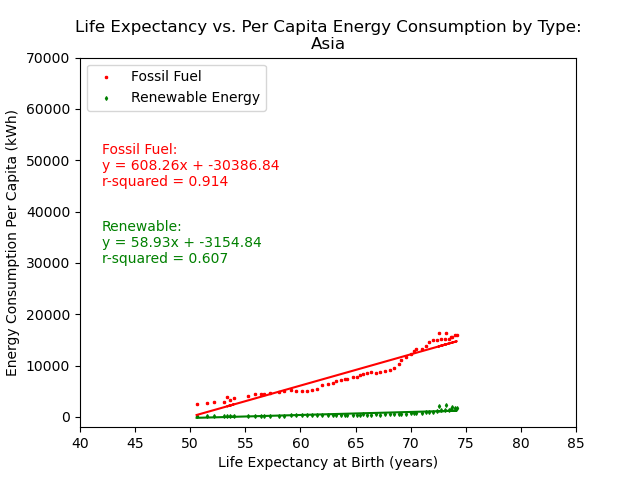 Life Expectancy vs. Per Capita Energy Consumption by Type:
Asia
Energy Consumption Per Capita (kWh)
70000
60000
50000
40000
30000
20000
10000
0
Fossil Fuel
Renewable Energy
Fossil Fuel:
y = 608.26x + -30386.84
r-squared = 0.914
Renewable:
y = 58.93x + -3154.84
r-squared = 0.607
40 45 50 55 60 65 70 75 80 85
Life Expectancy at Birth (years)